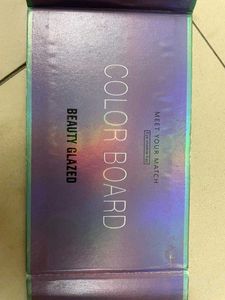 MEET YOUR MATCH
COLOR BOARD
BEAUTY GLAZED